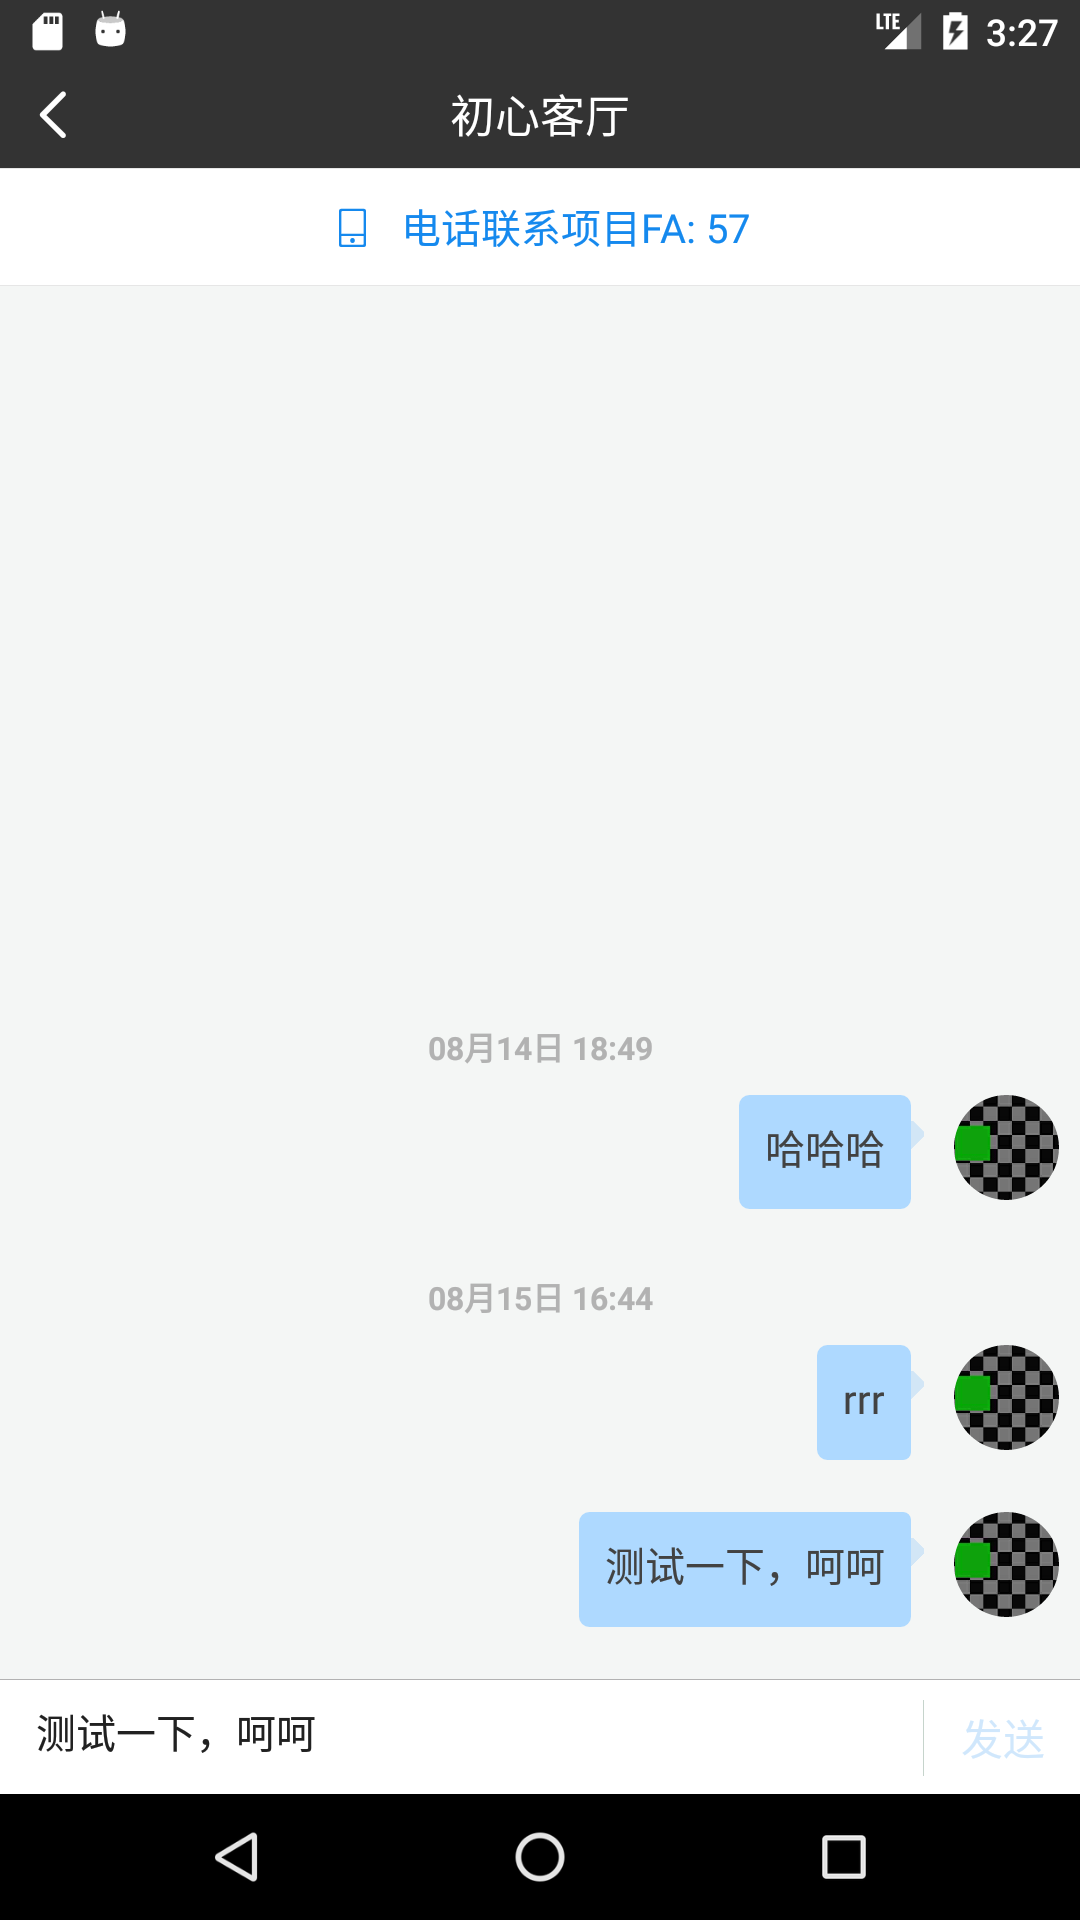 LTE 3:27
初心客厅
电话联系项目FA: 57
08月14日 18:49
哈哈哈
08月15日 16:44
rrr
测试一下，呵呵
测试一下，呵呵
发送